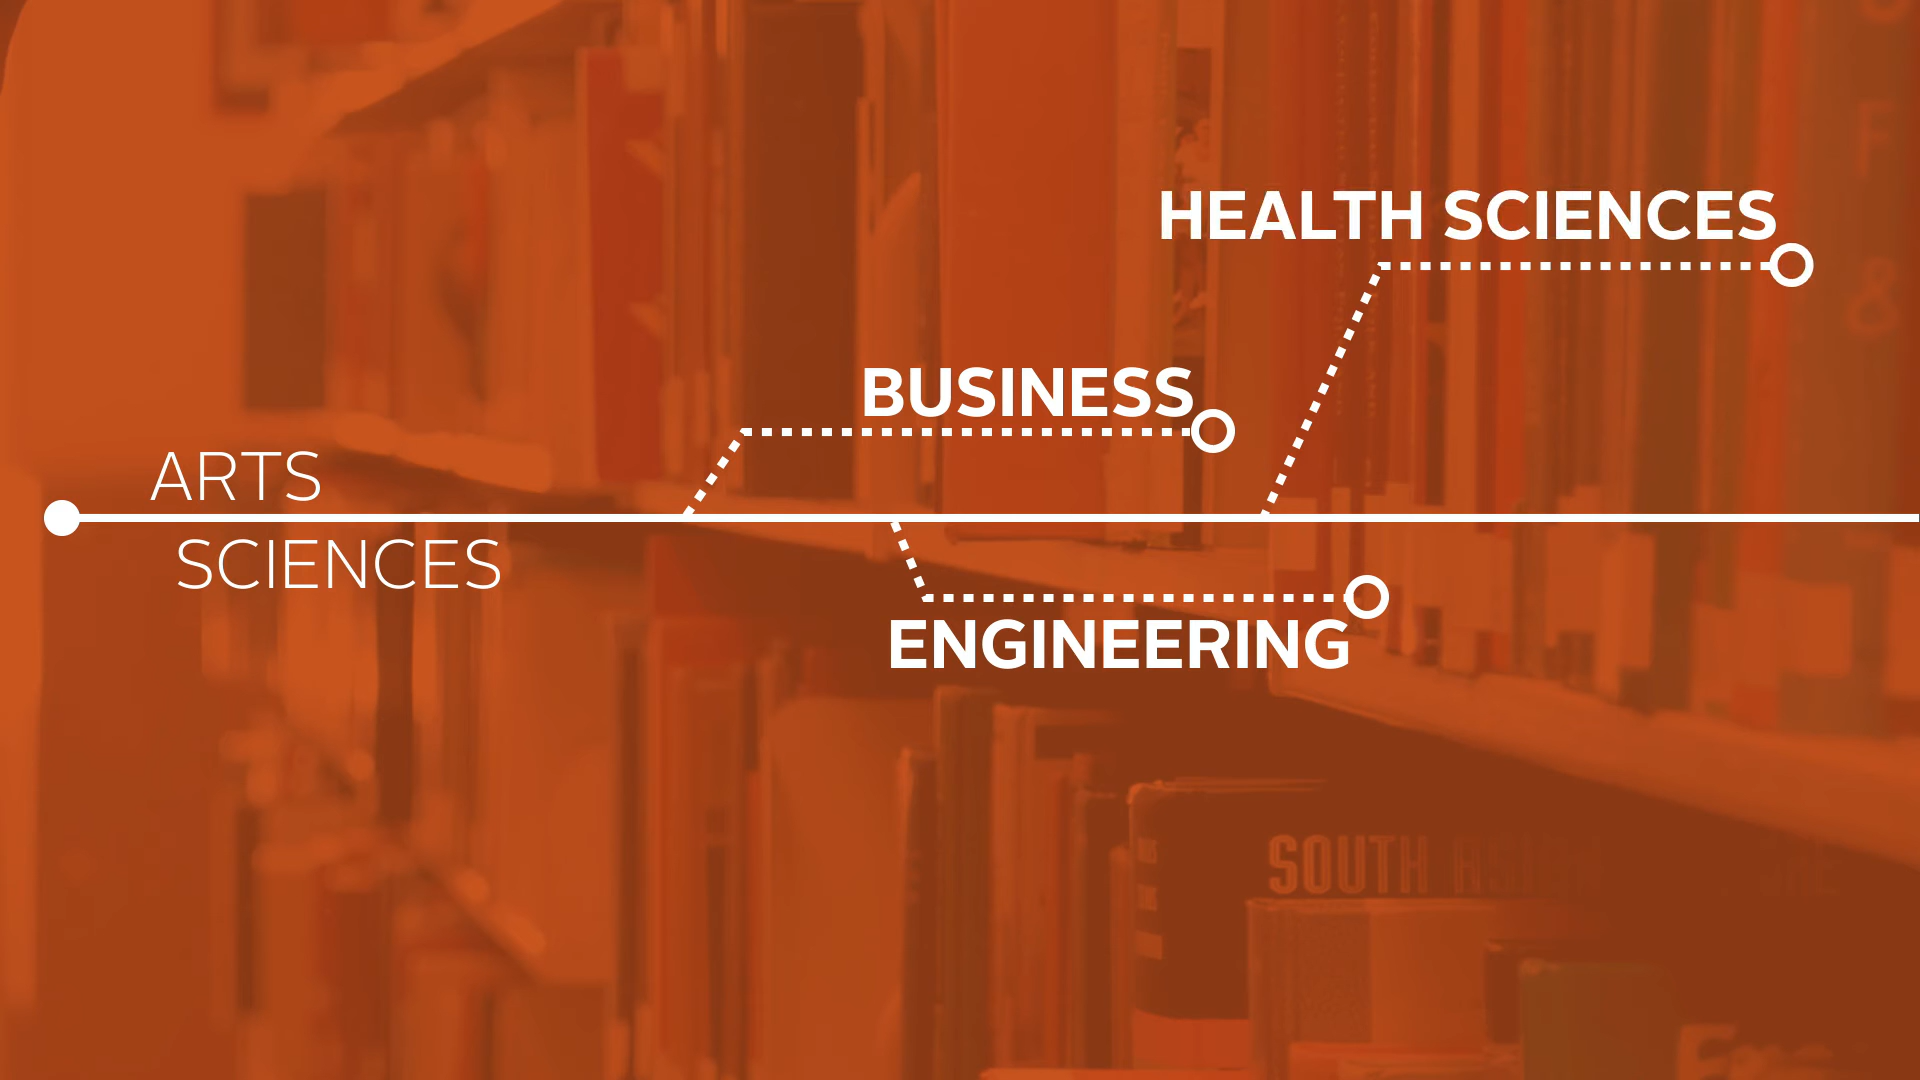 HEALTH SCIENCES
BUSINESS
ARTS
SCIENCES
ENGINEERING
SOUTH